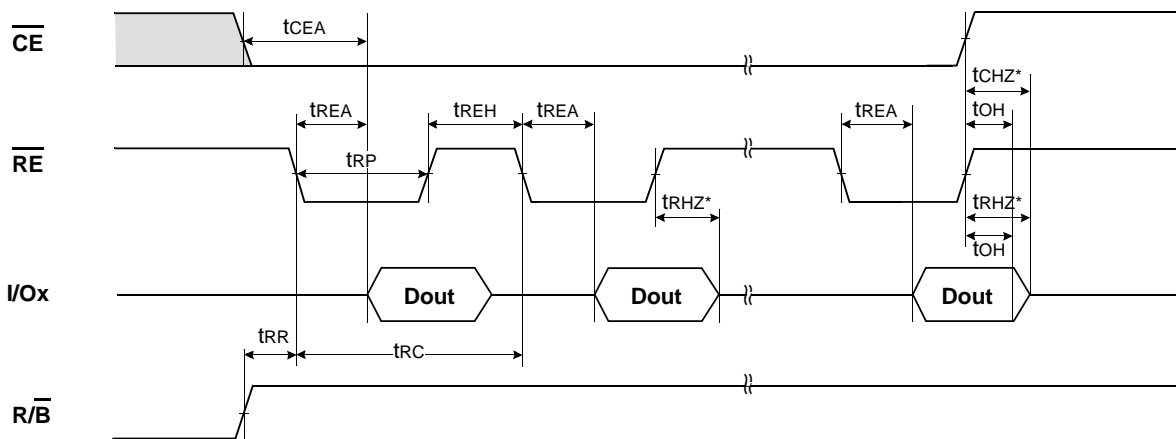 CE
tCEA
tCHZ*
tREA
tREH
tREA
tREA
tOH
RE
tRP
tRHZ*
tRHZ*
tOH
I/Ox
Dout
Dout
Dout
tRR
tRC
R/B